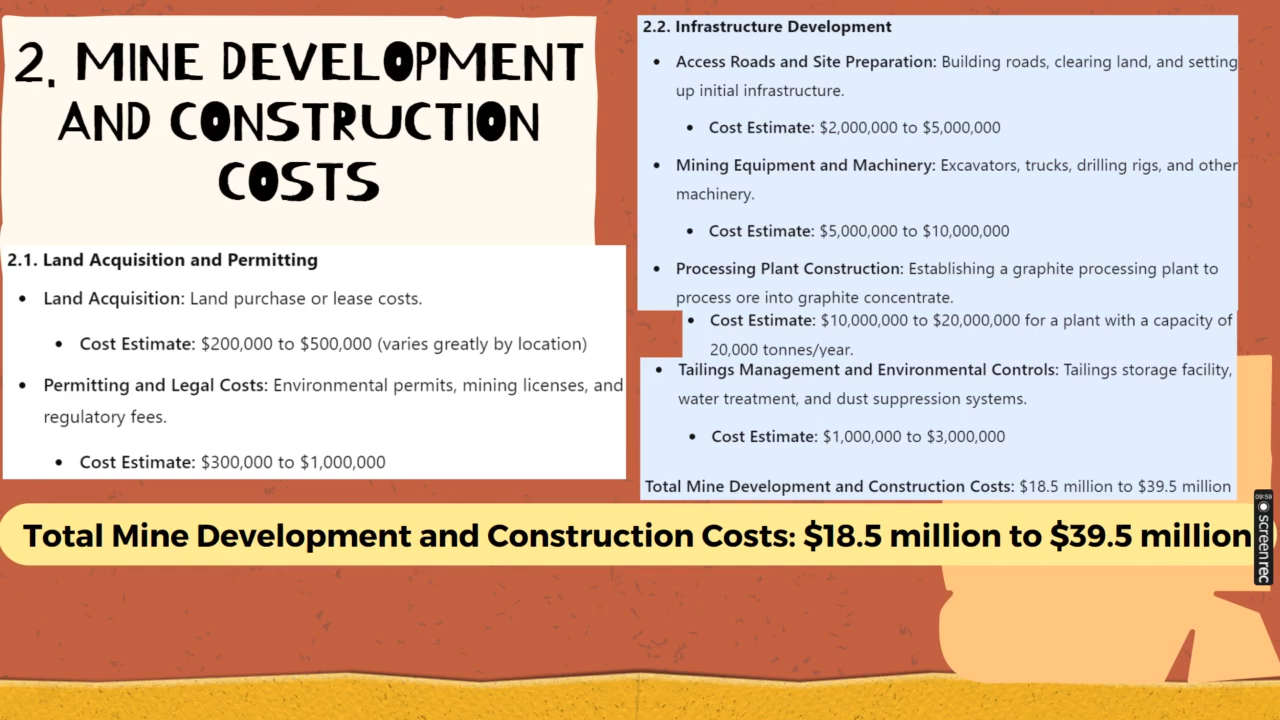 2. MINE DEVELOPMENT
AND CONSTRUCTION
COSTS
2.1. Land Acquisition and Permitting
• Land Acquisition: Land purchase or lease costs.
• Cost Estimate: $200,000 to $500,000 (varies greatly by location)
• Permitting and Legal Costs: Environmental permits, mining licenses, and
regulatory fees.
• Cost Estimate: $300,000 to $1,000,000
2.2. Infrastructure Development
• Access Roads and Site Preparation: Building roads, clearing land, and setting
up initial infrastructure.
• Cost Estimate: $2,000,000 to $5,000,000
• Mining Equipment and Machinery: Excavators, trucks, drilling rigs, and other
machinery.
• Cost Estimate: $5,000,000 to $10,000,000
• Processing Plant Construction: Establishing a graphite processing plant to
process ore into graphite concentrate.
• Cost Estimate: $10,000,000 to $20,000,000 for a plant with a capacity of
20,000 tonnes/year.
• Tailings Management and Environmental Controls: Tailings storage facility,
water treatment, and dust suppression systems.
• Cost Estimate: $1,000,000 to $3,000,000
Total Mine Development and Construction Costs: $18.5 million to $39.5 million
Total Mine Development and Construction Costs: $18.5 million to $39.5 million
09:59
screenrec